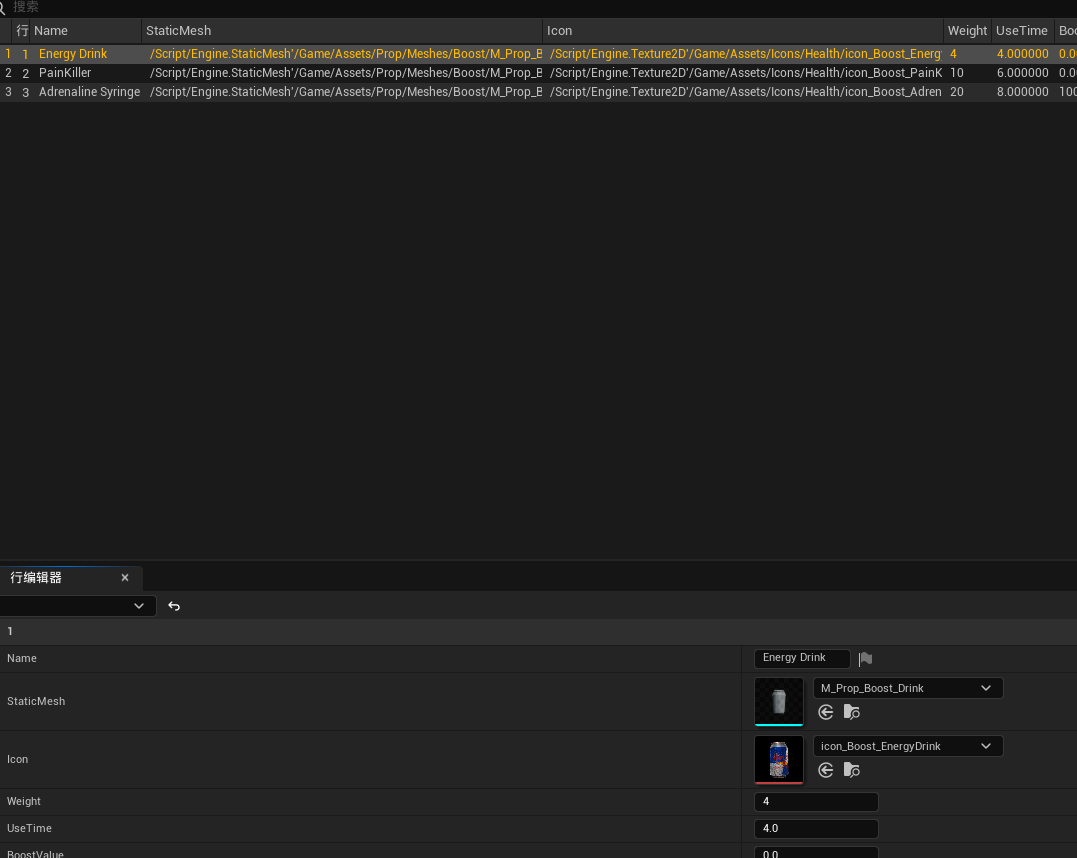 搜索
行 Name StaticMesh Icon Weight UseTime Boo
1 1 Energy Drink /Script/Engine.StaticMesh'/Game/Assets/Prop/Meshes/Boost/M_Prop_B /Script/Engine.Texture2D'/Game/Assets/Icons/Health/icon_Boost_Energ 4 4.000000 0.0
2 2 PainKiller /Script/Engine.StaticMesh'/Game/Assets/Prop/Meshes/Boost/M_Prop_B /Script/Engine.Texture2D'/Game/Assets/Icons/Health/icon_Boost_PainK 10 6.000000 0.0
3 3 Adrenaline Syringe /Script/Engine.StaticMesh'/Game/Assets/Prop/Meshes/Boost/M_Prop_B /Script/Engine.Texture2D'/Game/Assets/Icons/Health/icon_Boost_Adren 20 8.000000 100
行编辑器
1
Name Energy Drink
StaticMesh M_Prop_Boost_Drink
Icon icon_Boost_EnergyDrink
Weight 4
UseTime 4.0
BoostValue 0.0